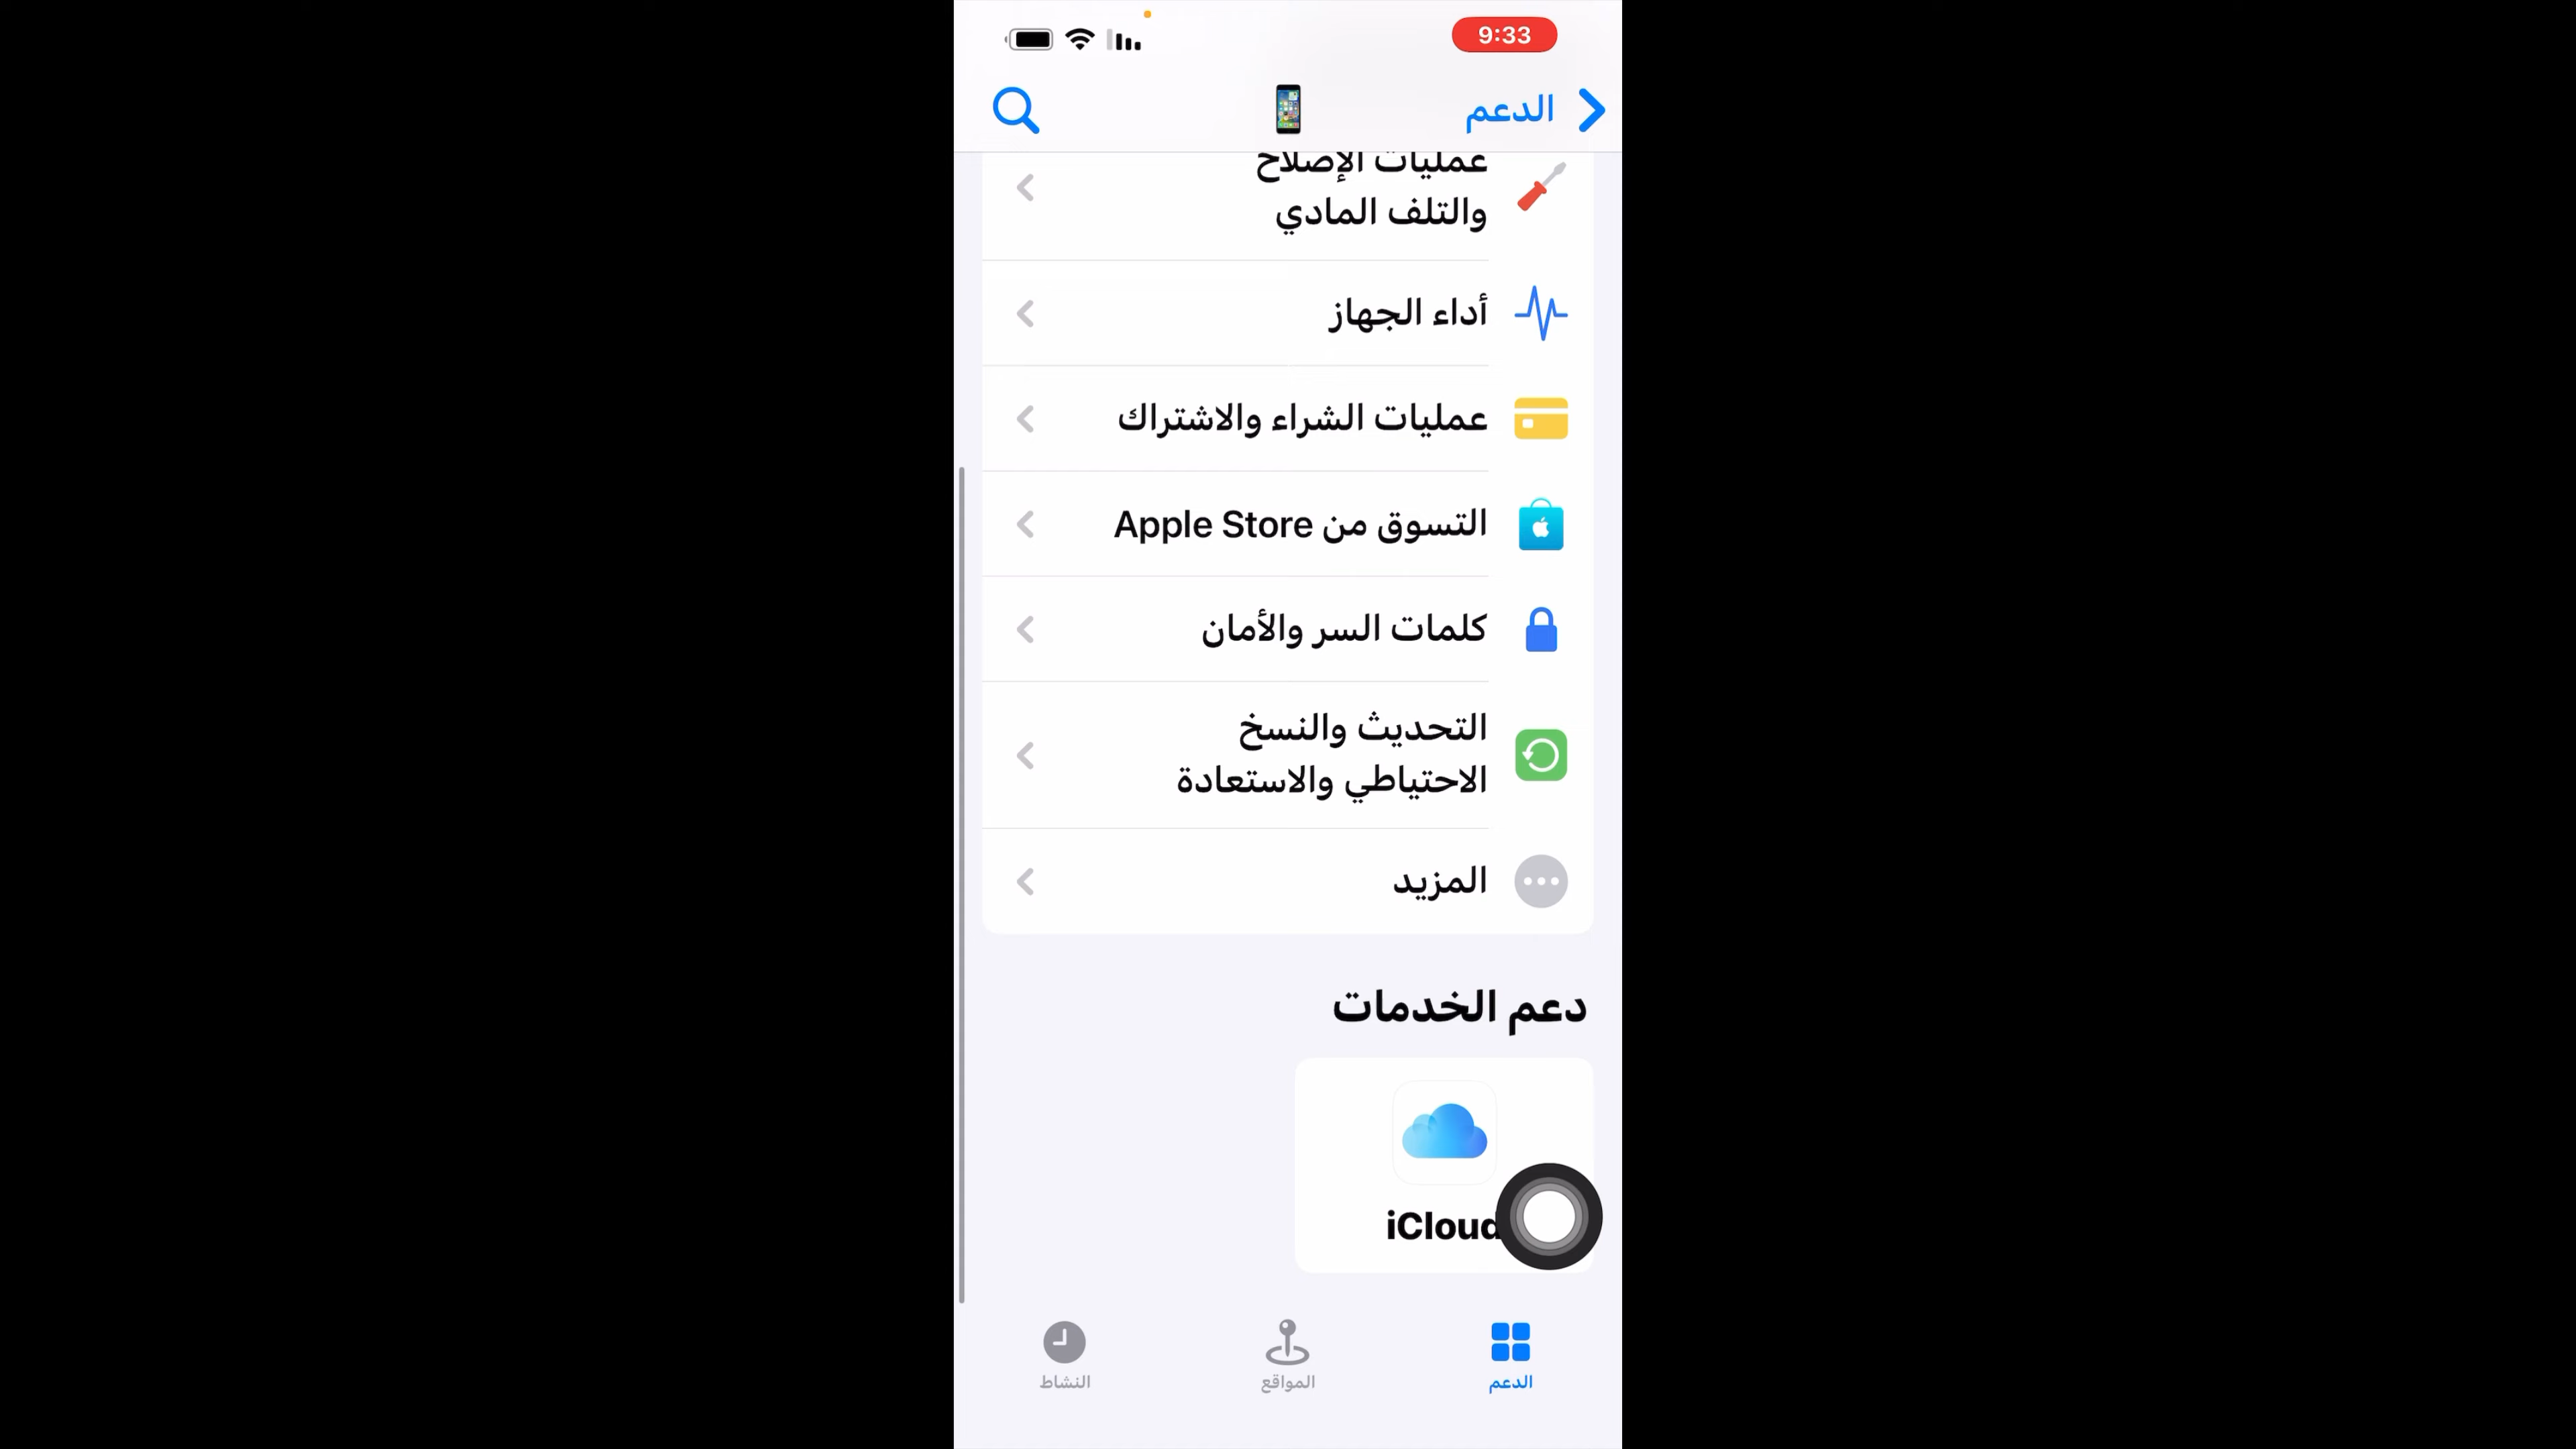 9:33
الدعم
عمليات الإصلاح
والتلف المادي
أداء الجهاز
عمليات الشراء والاشتراك
التسوق من Apple Store
كلمات السر والأمان
التحديث والنسخ
الاحتياطي والاستعادة
المزيد
دعم الخدمات
iCloud
الدعم
المواقع
النشاط